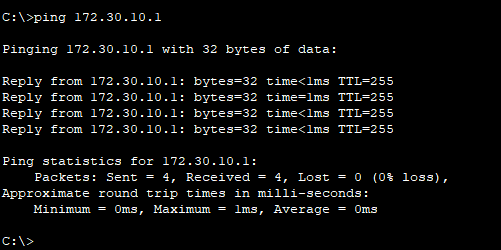 C:\>ping 172.30.10.1
Pinging 172.30.10.1 with 32 bytes of data:
Reply from 172.30.10.1: bytes=32 time<1ms TTL=255
Reply from 172.30.10.1: bytes=32 time=1ms TTL=255
Reply from 172.30.10.1: bytes=32 time<1ms TTL=255
Reply from 172.30.10.1: bytes=32 time<1ms TTL=255
Ping statistics for 172.30.10.1:
    Packets: Sent = 4, Received = 4, Lost = 0 (0% loss),
Approximate round trip times in milli-seconds:
    Minimum = 0ms, Maximum = 1ms, Average = 0ms
C:\>